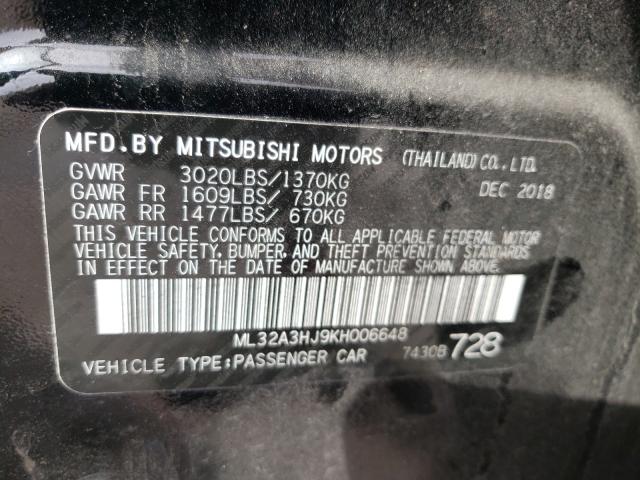 MFD.BY MITSUBISHI MOTORS (THAILAND)CO.,LTD.
GVWR 3020LBS/1370KG DEC 2018
GAWR FR 1609LBS/ 730KG
GAWR RR 1477LBS/ 670KG
THIS VEHICLE CONFORMS TO ALL APPLICABLE FEDERAL MOTOR
VEHICLE SAFETY, BUMPER, AND THEFT PREVENTION STANDARDS
IN EFFECT ON THE DATE OF MANUFACTURE SHOWN ABOVE.
ML32A3HJ9KH006648
VEHICLE TYPE:PASSENGER CAR 7430B 728